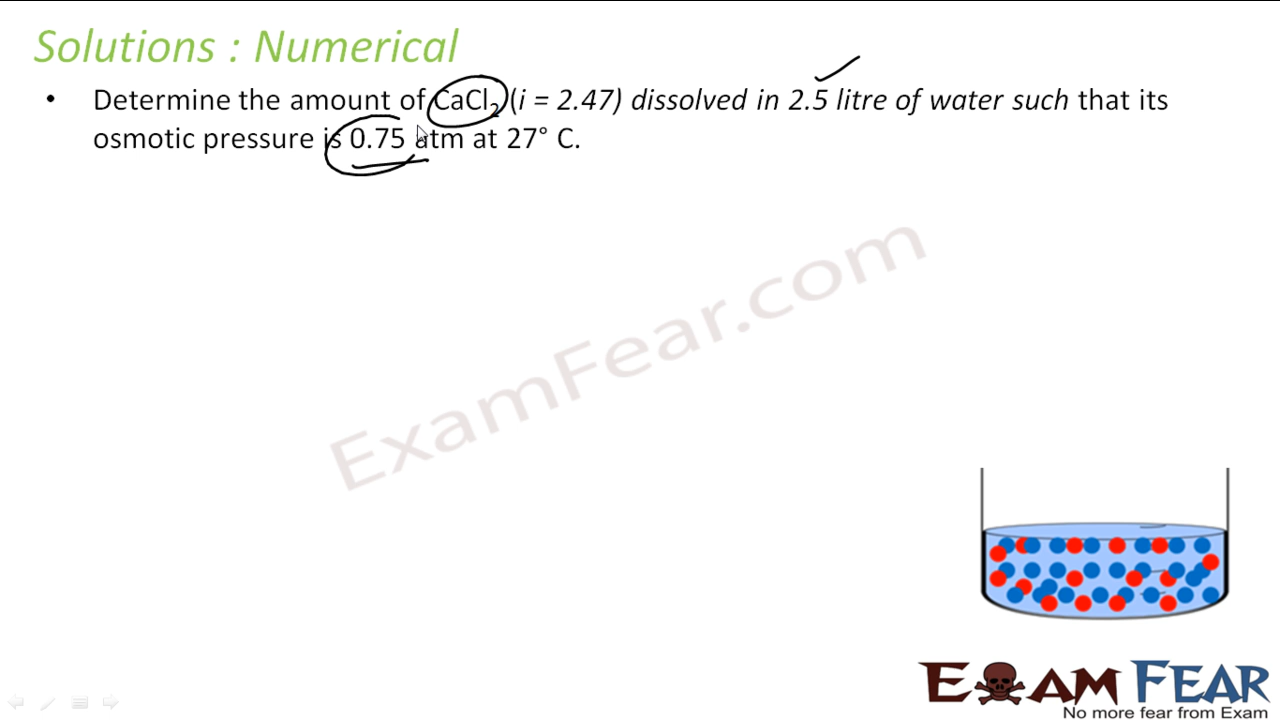 Solutions : Numerical
• Determine the amount of CaCl₂ (i = 2.47) dissolved in 2.5 litre of water such that its
osmotic pressure is 0.75 atm at 27° C.
ExamFear.com
EXAM FEAR
No more fear from Exam